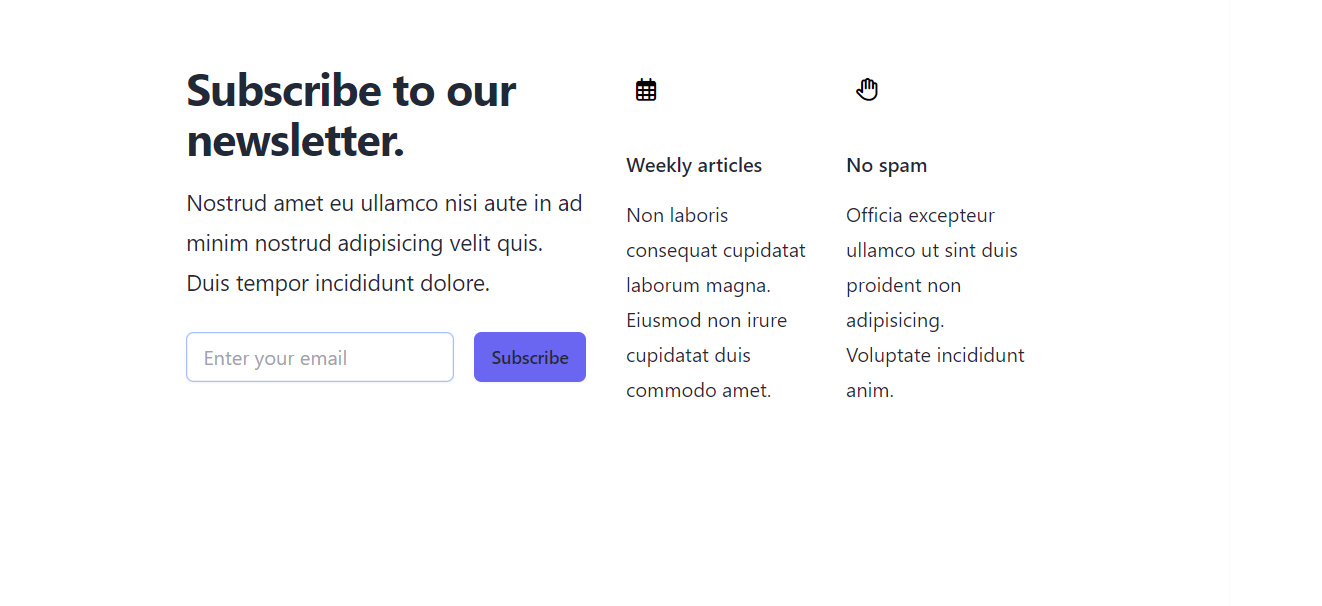 Subscribe to our
newsletter.
Nostrud amet eu ullamco nisi aute in ad
minim nostrud adipisicing velit quis.
Duis tempor incididunt dolore.
Enter your email
Subscribe
Weekly articles
Non laboris
consequat cupidatat
laborum magna.
Eiusmod non irure
cupidatat duis
commodo amet.
No spam
Officia excepteur
ullamco ut sint duis
proident non
adipisicing.
Voluptate incididunt
anim.